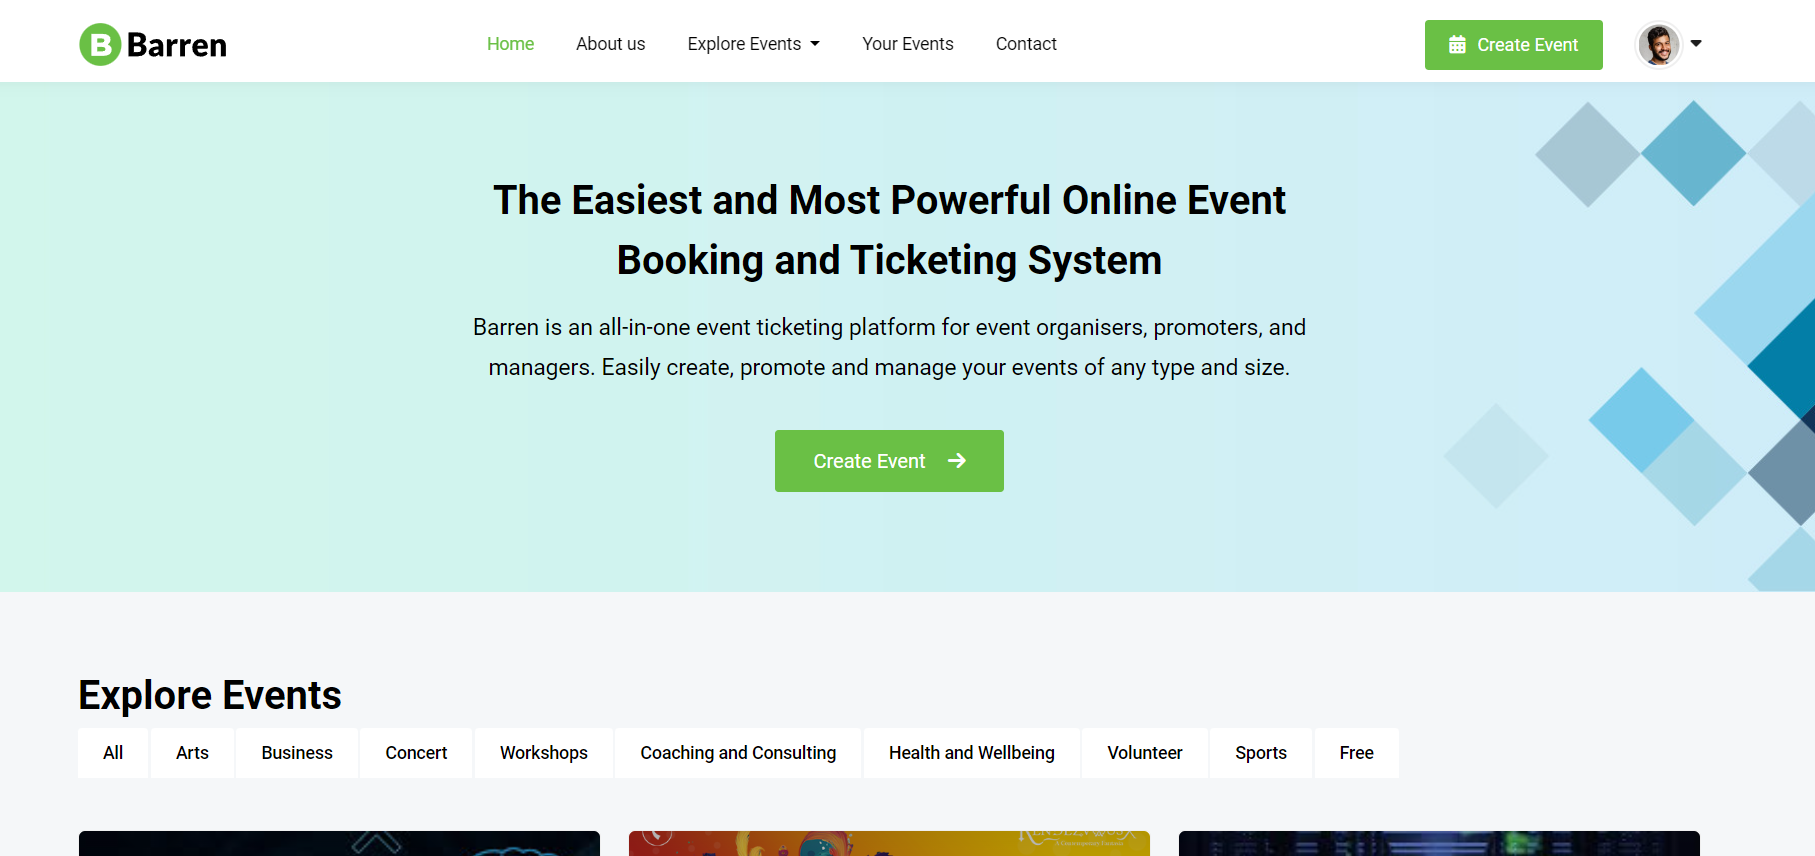 B Barren
Home About us Explore Events Your Events Contact
Create Event
The Easiest and Most Powerful Online Event
Booking and Ticketing System
Barren is an all-in-one event ticketing platform for event organisers, promoters, and
managers. Easily create, promote and manage your events of any type and size.
Create Event
Explore Events
All Arts Business Concert Workshops Coaching and Consulting Health and Wellbeing Volunteer Sports Free